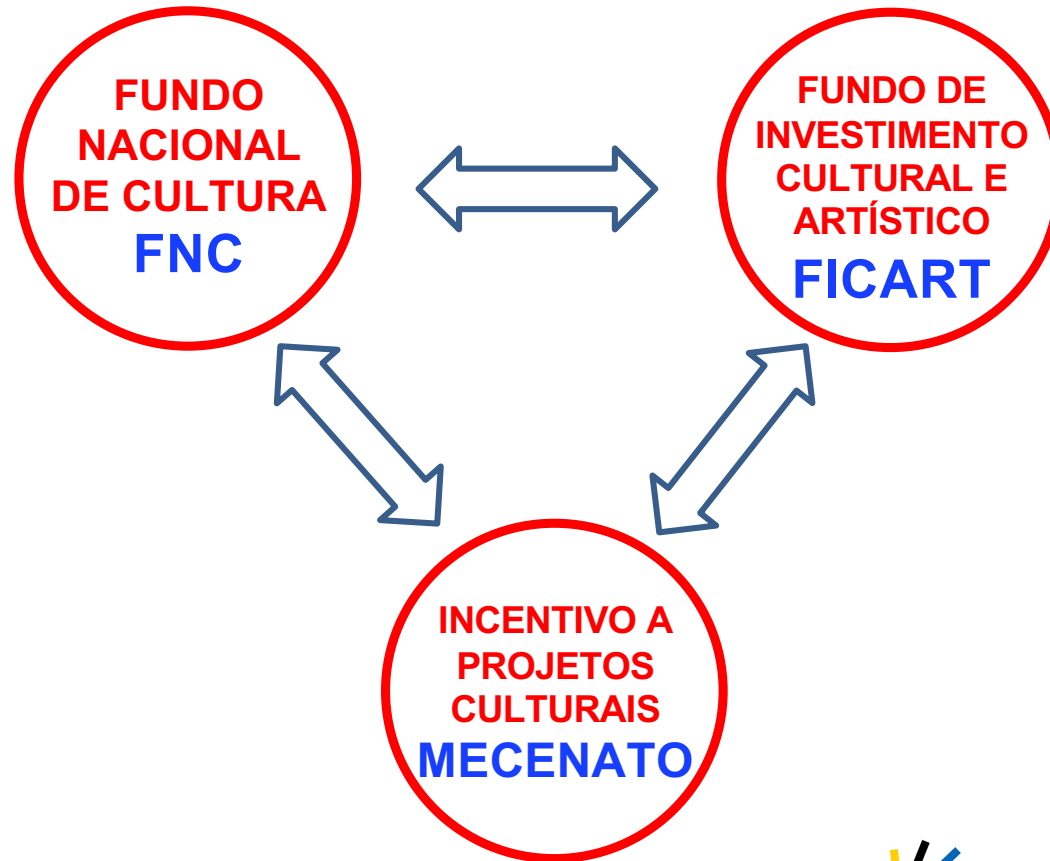 FUNDO
NACIONAL
DE CULTURA
FNC
FUNDO DE
INVESTIMENTO
CULTURAL E
ARTÍSTICO
FICART
INCENTIVO A
PROJETOS
CULTURAIS
MECENATO